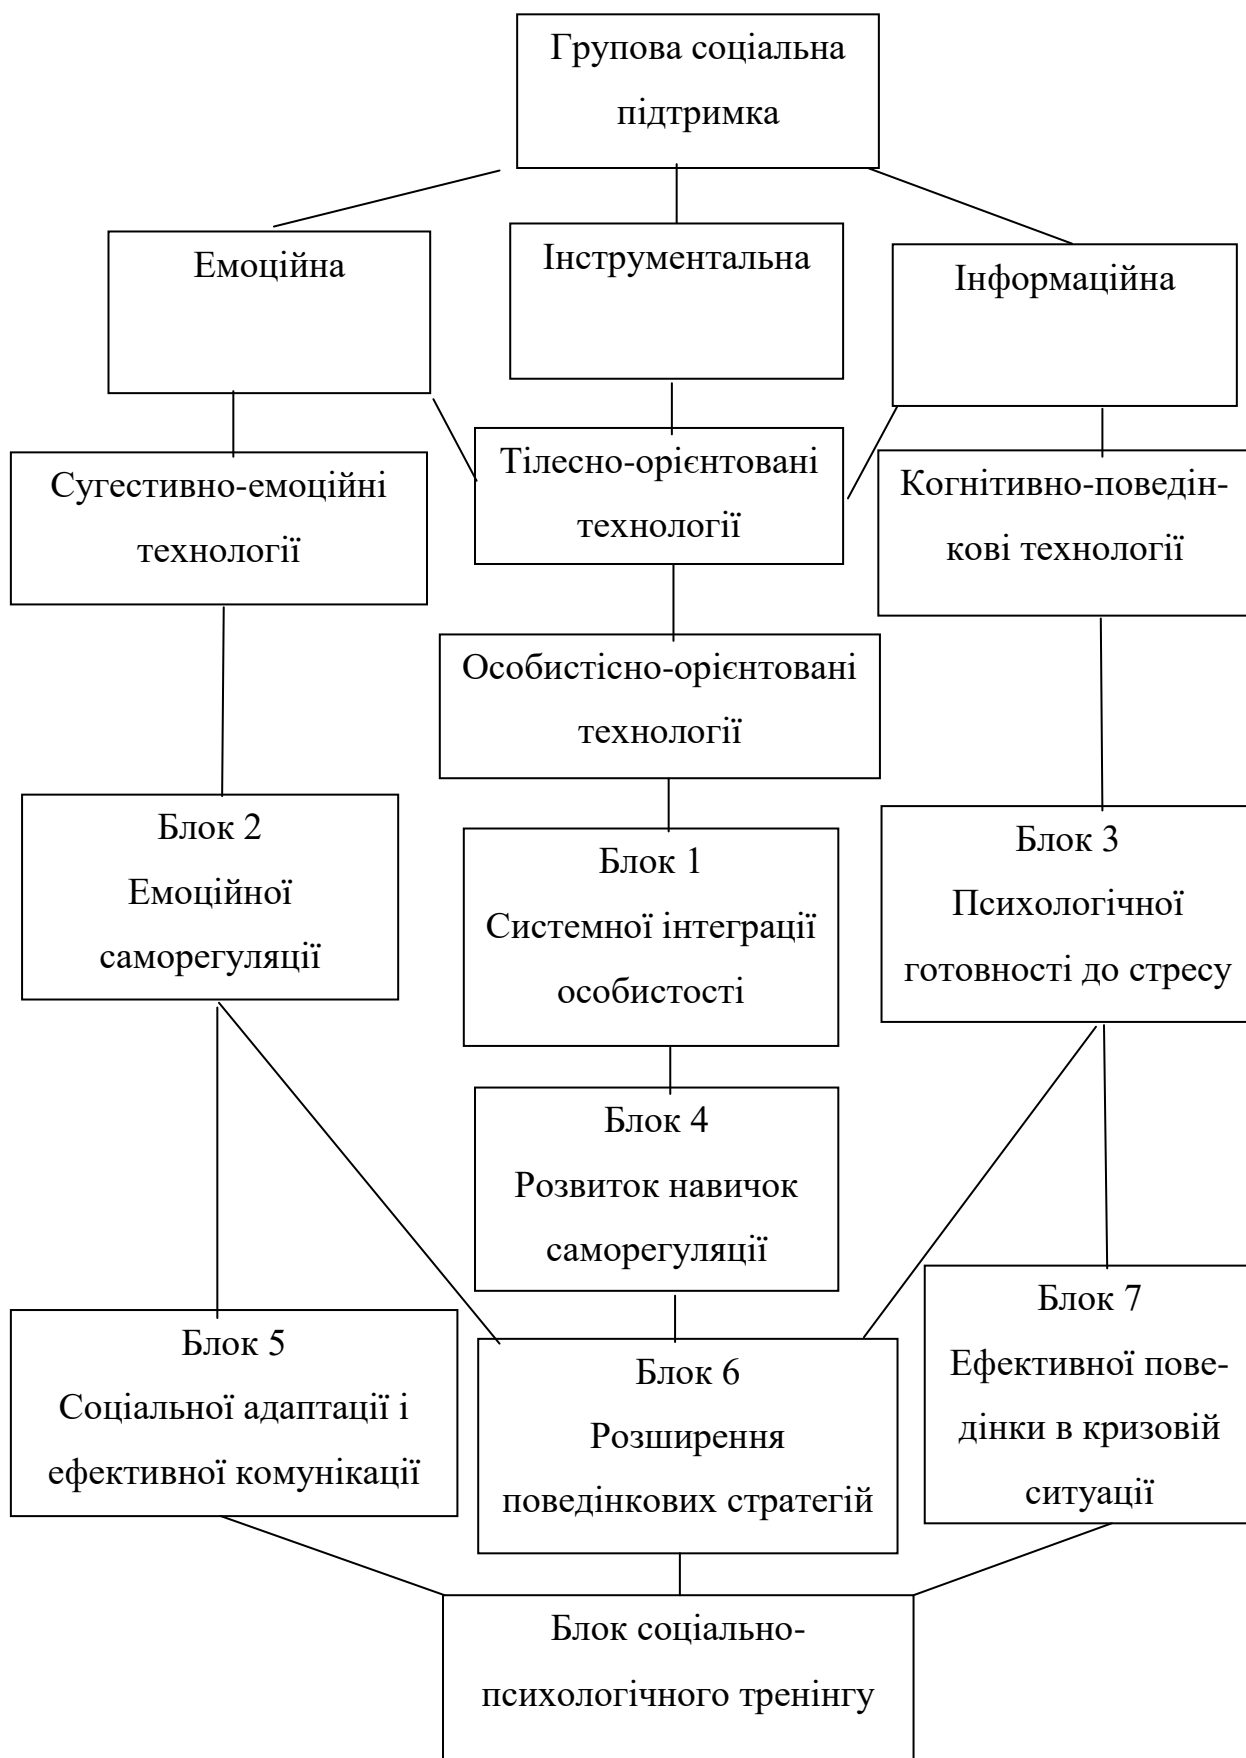 Групова соціальна
підтримка
Емоційна
Інструментальна
Інформаційна
Сугестивно-емоційні
технології
Тілесно-орієнтовані
технології
Когнітивно-поведін-
кові технології
Особистісно-орієнтовані
технології
Блок 2
Емоційної
саморегуляції
Блок 1
Системної інтеграції
особистості
Блок 3
Психологічної
готовності до стресу
Блок 4
Розвиток навичок
саморегуляції
Блок 5
Соціальної адаптації і
ефективної комунікації
Блок 6
Розширення
поведінкових стратегій
Блок 7
Ефективної пове-
дінки в кризовій
ситуації
Блок соціально-
психологічного тренінгу